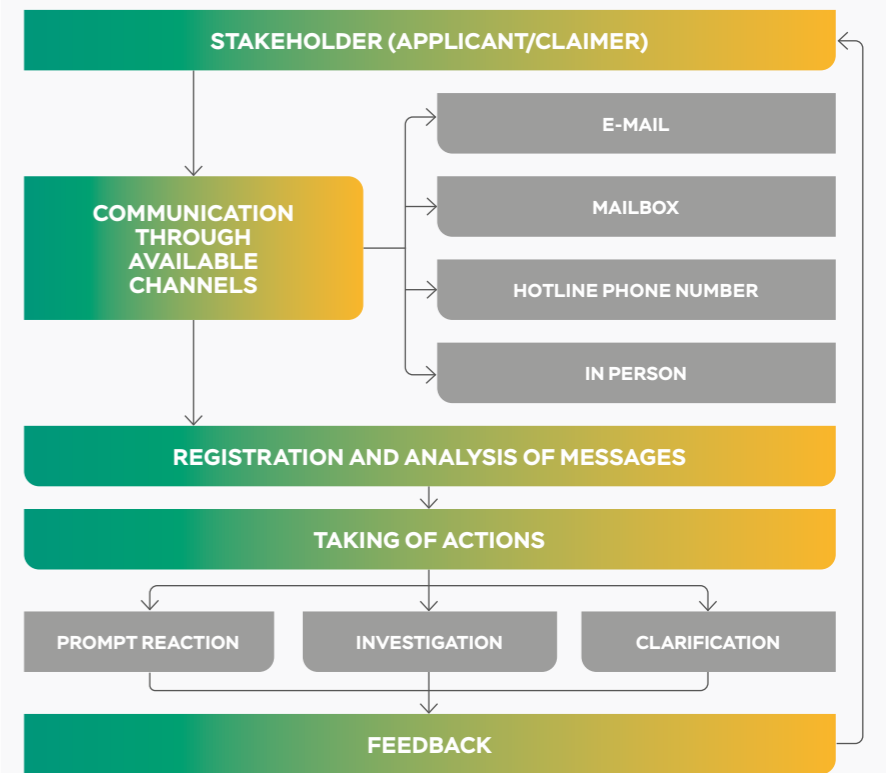 STAKEHOLDER (APPLICANT/CLAIMER)
COMMUNICATION
THROUGH
AVAILABLE
CHANNELS
E-MAIL
MAILBOX
HOTLINE PHONE NUMBER
IN PERSON
REGISTRATION AND ANALYSIS OF MESSAGES
TAKING OF ACTIONS
PROMPT REACTION
INVESTIGATION
CLARIFICATION
FEEDBACK